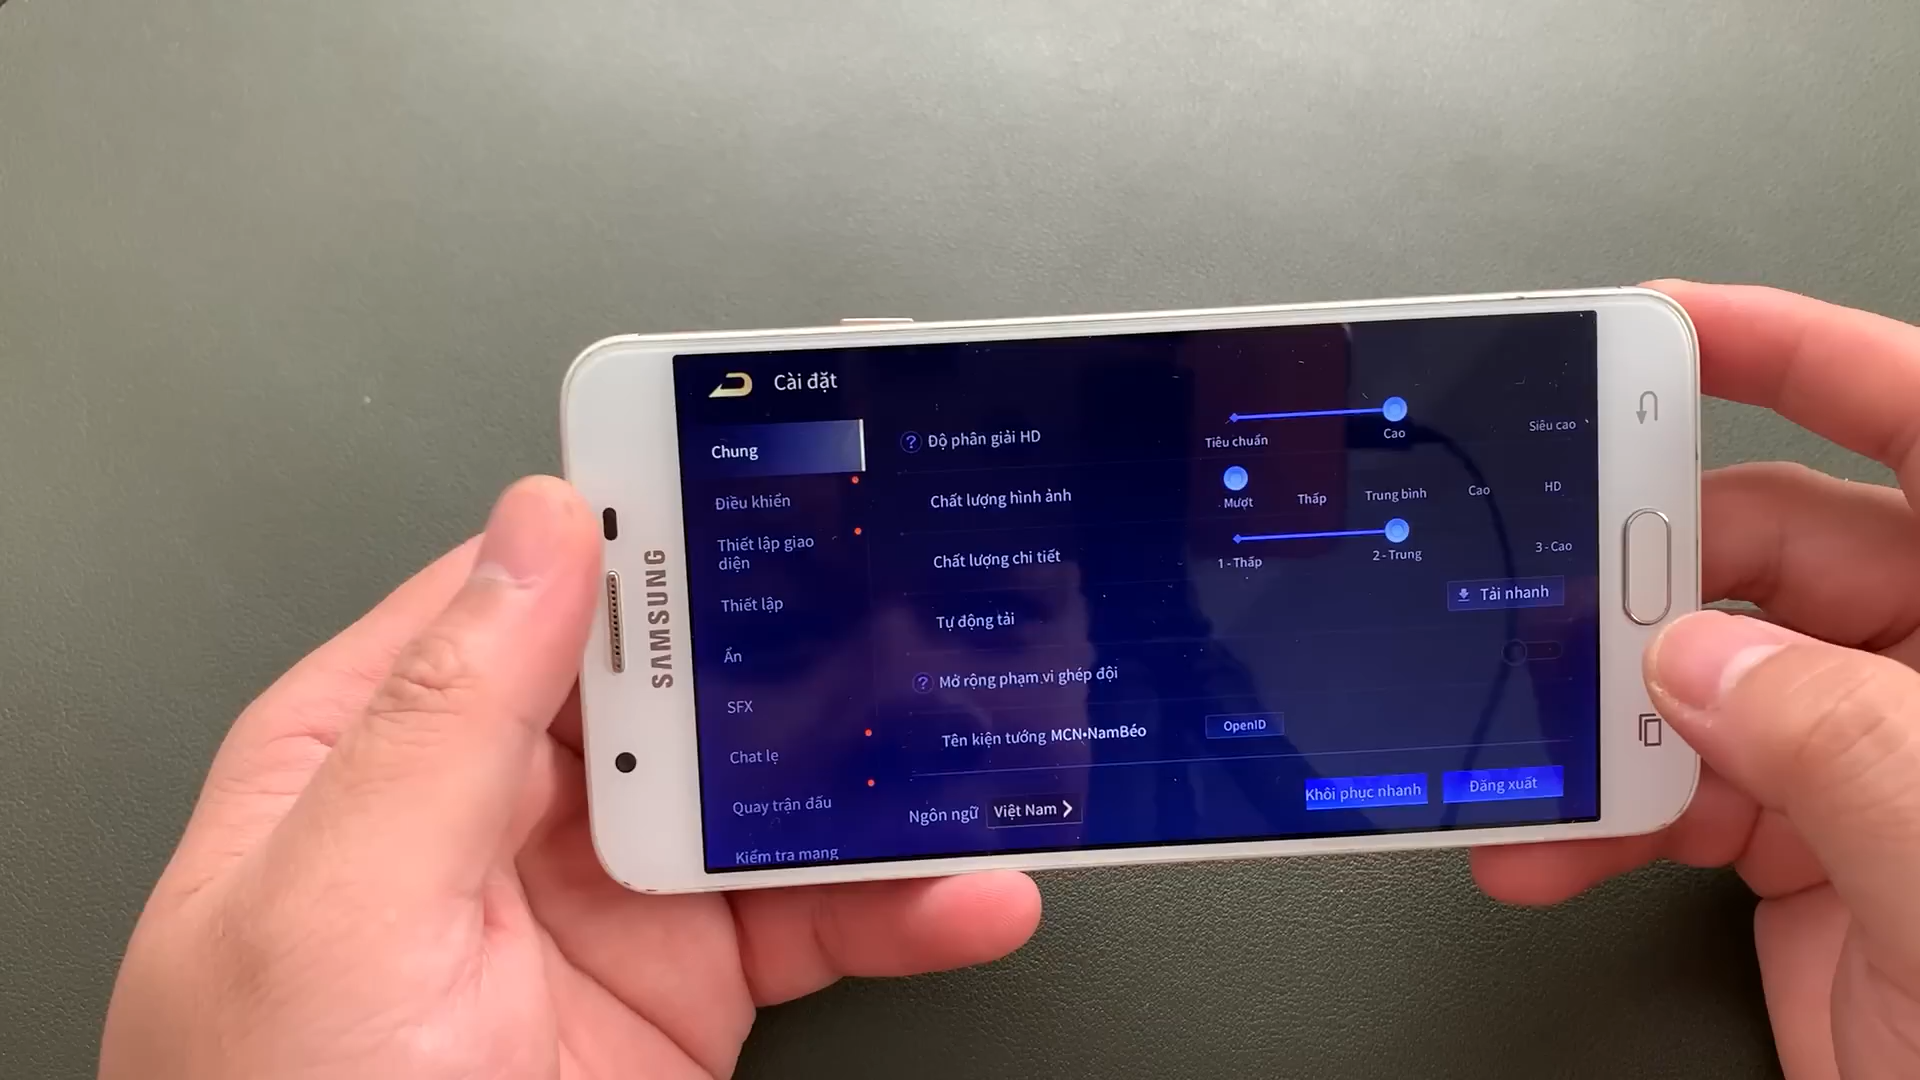 SAMSUNG
Cài đặt
Chung
Điều khiển
Thiết lập giao
diện
Thiết lập
Ẩn
SFX
Chat lẹ
Quay trận đấu
Kiểm tra mạng
? Độ phân giải HD
Tiêu chuẩn Cao Siêu cao
Chất lượng hình ảnh
Mượt Thấp Trung bình Cao HD
Chất lượng chi tiết
1 - Thấp 2 - Trung 3 - Cao
Tự động tải
Tải nhanh
? Mở rộng phạm vi ghép đội
Tên kiện tướng MCN•NamBéo OpenID
Ngôn ngữ Việt Nam >
Khôi phục nhanh Đăng xuất